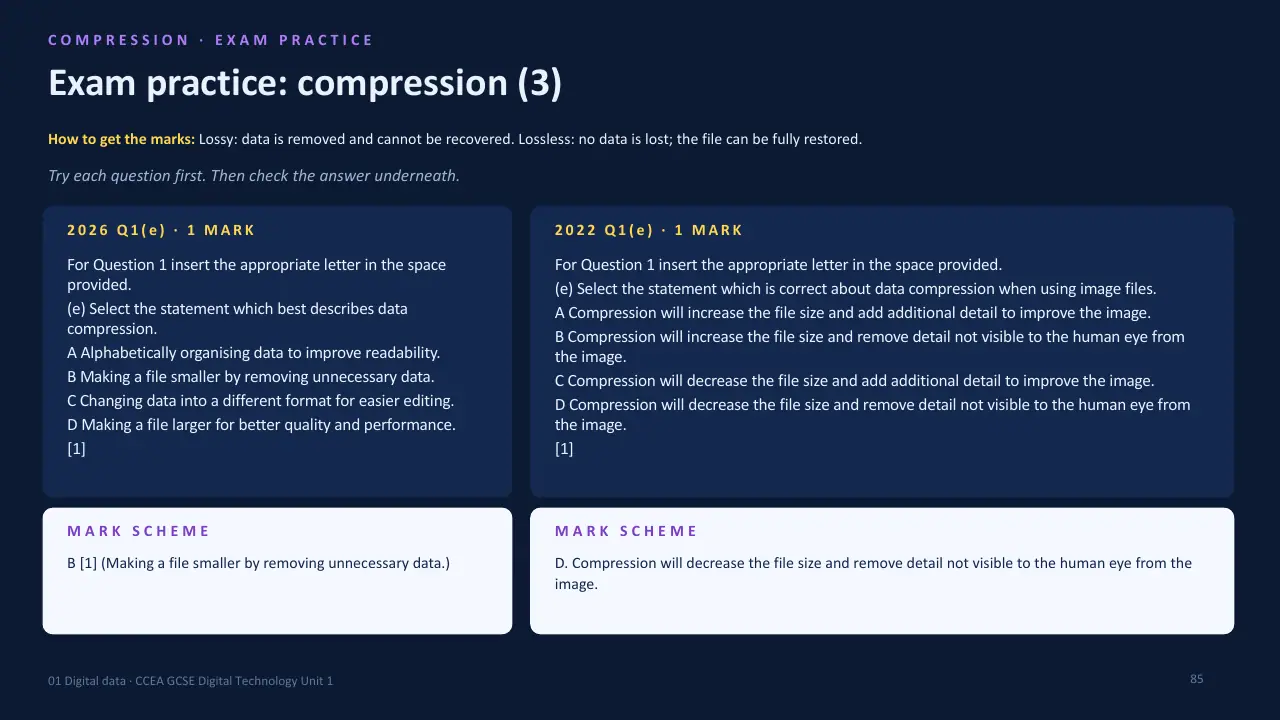 COMPRESSION · EXAM PRACTICE
Exam practice: compression (3)
How to get the marks: Lossy: data is removed and cannot be recovered. Lossless: no data is lost; the file can be fully restored.
Try each question first. Then check the answer underneath.
2026 Q1(e) · 1 MARK
For Question 1 insert the appropriate letter in the space
provided.
(e) Select the statement which best describes data
compression.
A Alphabetically organising data to improve readability.
B Making a file smaller by removing unnecessary data.
C Changing data into a different format for easier editing.
D Making a file larger for better quality and performance.
[1]
MARK SCHEME
B [1] (Making a file smaller by removing unnecessary data.)
2022 Q1(e) · 1 MARK
For Question 1 insert the appropriate letter in the space provided.
(e) Select the statement which is correct about data compression when using image files.
A Compression will increase the file size and add additional detail to improve the image.
B Compression will increase the file size and remove detail not visible to the human eye from
the image.
C Compression will decrease the file size and add additional detail to improve the image.
D Compression will decrease the file size and remove detail not visible to the human eye from
the image.
[1]
MARK SCHEME
D. Compression will decrease the file size and remove detail not visible to the human eye from the
image.
01 Digital data · CCEA GCSE Digital Technology Unit 1
85